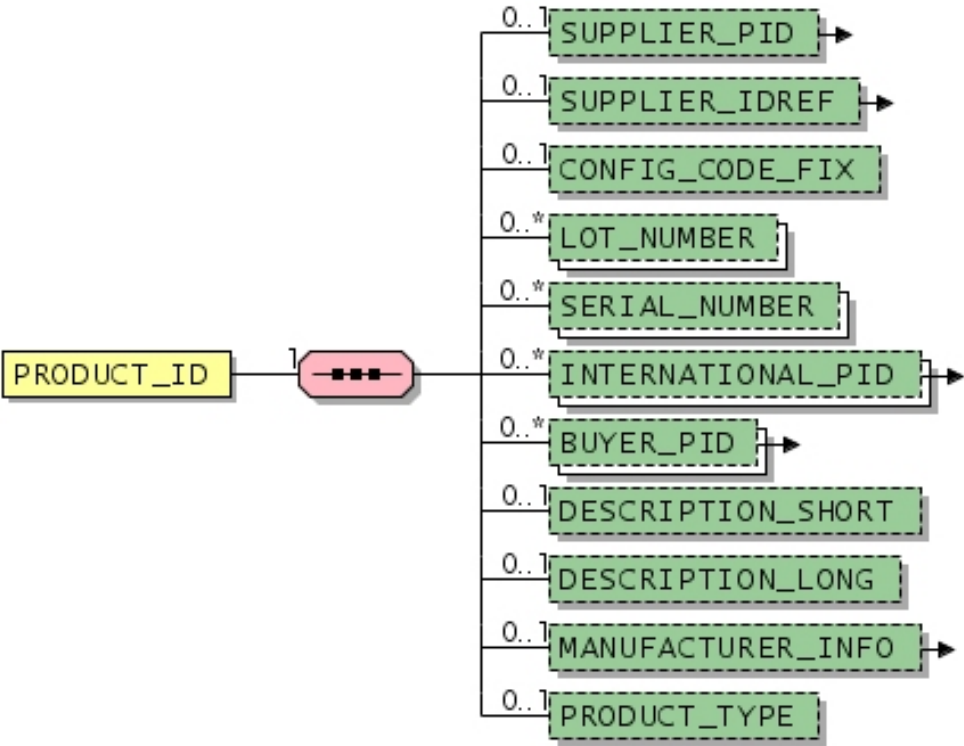 0..1 SUPPLIER_PID
0..1 SUPPLIER_IDREF
0..1 CONFIG_CODE_FIX
0..* LOT_NUMBER
0..* SERIAL_NUMBER
PRODUCT_ID 1 0..* INTERNATIONAL_PID
0..* BUYER_PID
0..1 DESCRIPTION_SHORT
0..1 DESCRIPTION_LONG
0..1 MANUFACTURER_INFO
0..1 PRODUCT_TYPE